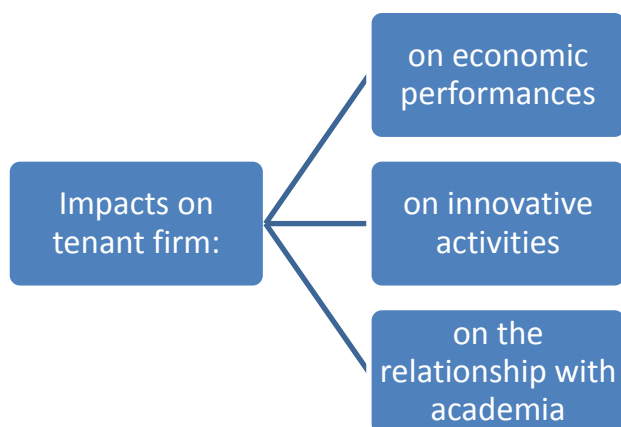 on economic
performances
Impacts on
tenant firm:
on innovative
activities
on the
relationship with
academia